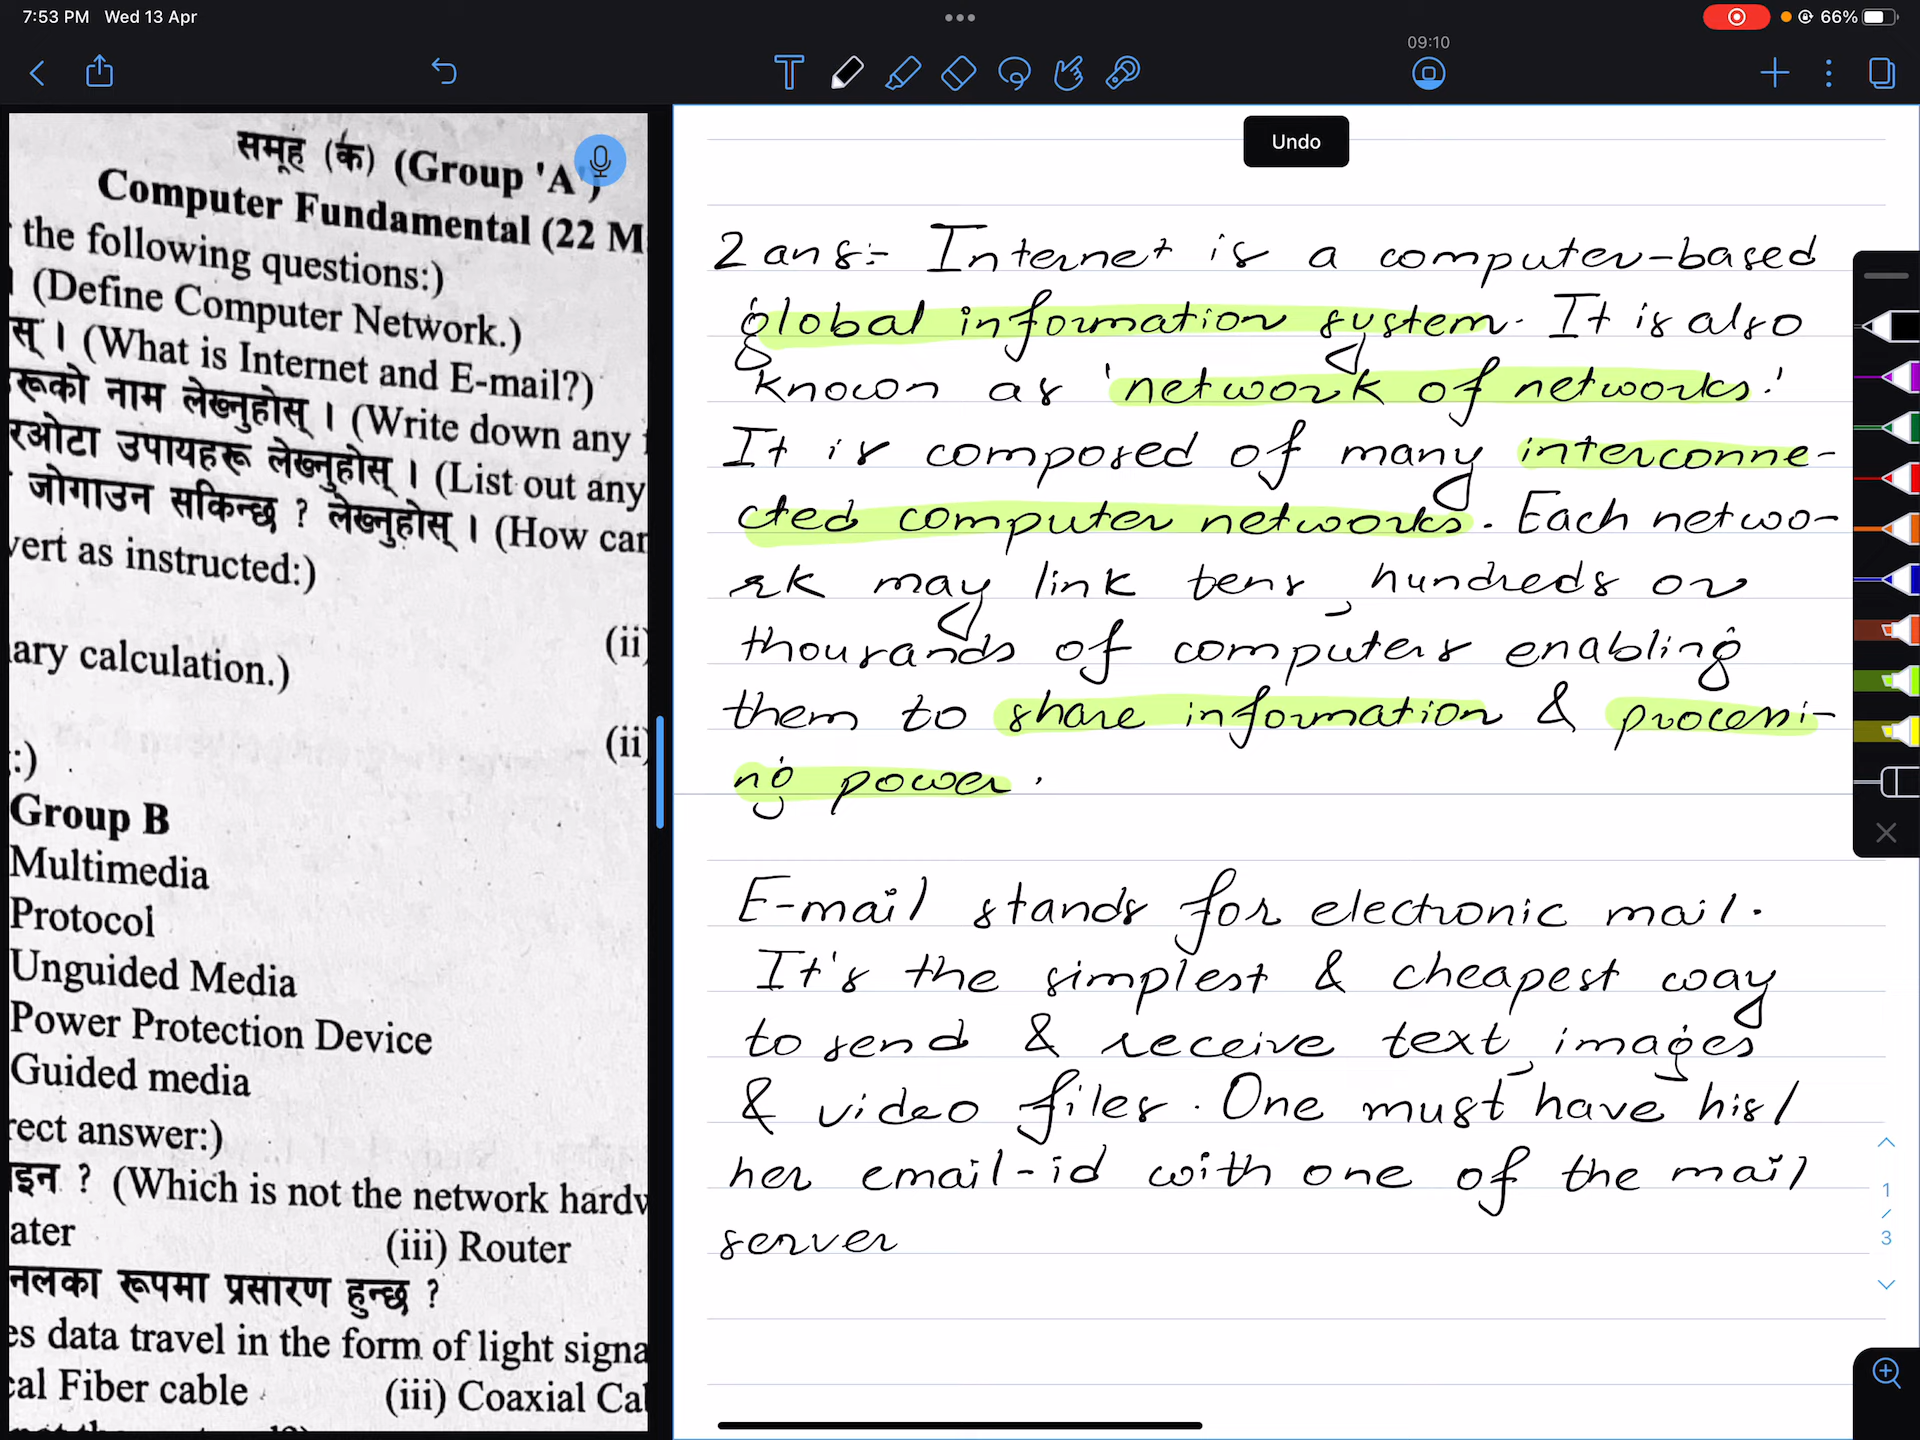 7:53 PM Wed 13 Apr
66%
09:10
Undo
समूह (क) (Group 'A')
Computer Fundamental (22 M
the following questions:)
(Define Computer Network.)
स् । (What is Internet and E-mail?)
रूको नाम लेख्नुहोस् । (Write down any
रओटा उपायहरू लेख्नुहोस् । (List out any
जोगाउन सकिन्छ ? लेख्नुहोस् । (How can
vert as instructed:)
(ii)
ary calculation.)
(ii)
:)
Group B
Multimedia
Protocol
Unguided Media
Power Protection Device
Guided media
rect answer:)
इन ? (Which is not the network hardw
ater (iii) Router
नलका रूपमा प्रसारण हुन्छ ?
es data travel in the form of light signa
cal Fiber cable (iii) Coaxial Cal
2 ans:- Internet is a computer-based
global information system. It is also
known as 'network of networks.'
It is composed of many interconne-
cted computer networks. Each netwo-
rk may link tens, hundreds or
thousands of computers enabling
them to share information & processi-
ng power.
E-mail stands for electronic mail.
It's the simplest & cheapest way
to send & receive text, images
& video files. One must have his/
her email-id with one of the mail
server
1
/
3